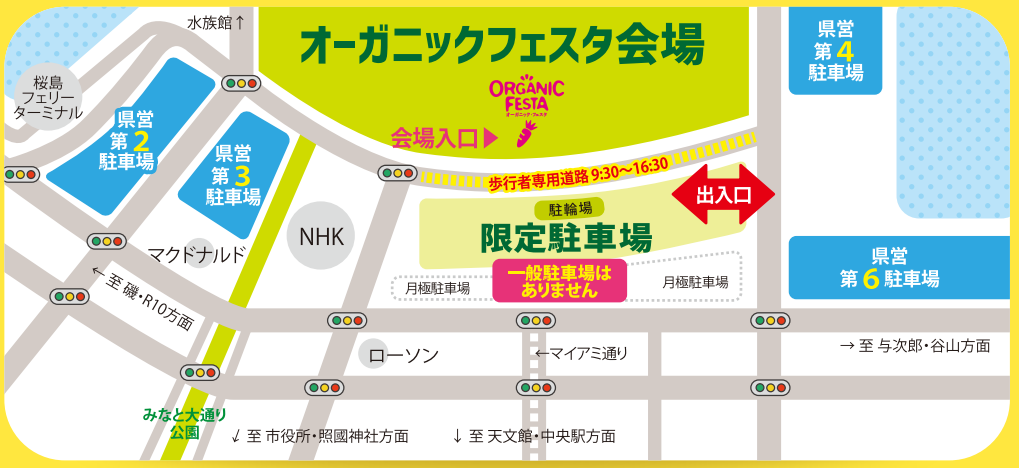 水族館↑
オーガニックフェスタ会場
ORGANIC
FESTA
オーガニック・フェスタ
会場入口▶
県営
第4
駐車場
桜島
フェリー
ターミナル
県営
第2
駐車場
県営
第3
駐車場
歩行者専用道路 9:30〜16:30
出入口
駐輪場
限定駐車場
NHK
マクドナルド
一般駐車場は
ありません
月極駐車場
月極駐車場
県営
第6駐車場
← 至 磯・R10方面
ローソン
←マイアミ通り
→ 至 与次郎・谷山方面
みなと大通り
公園
↙ 至 市役所・照國神社方面
↓ 至 天文館・中央駅方面